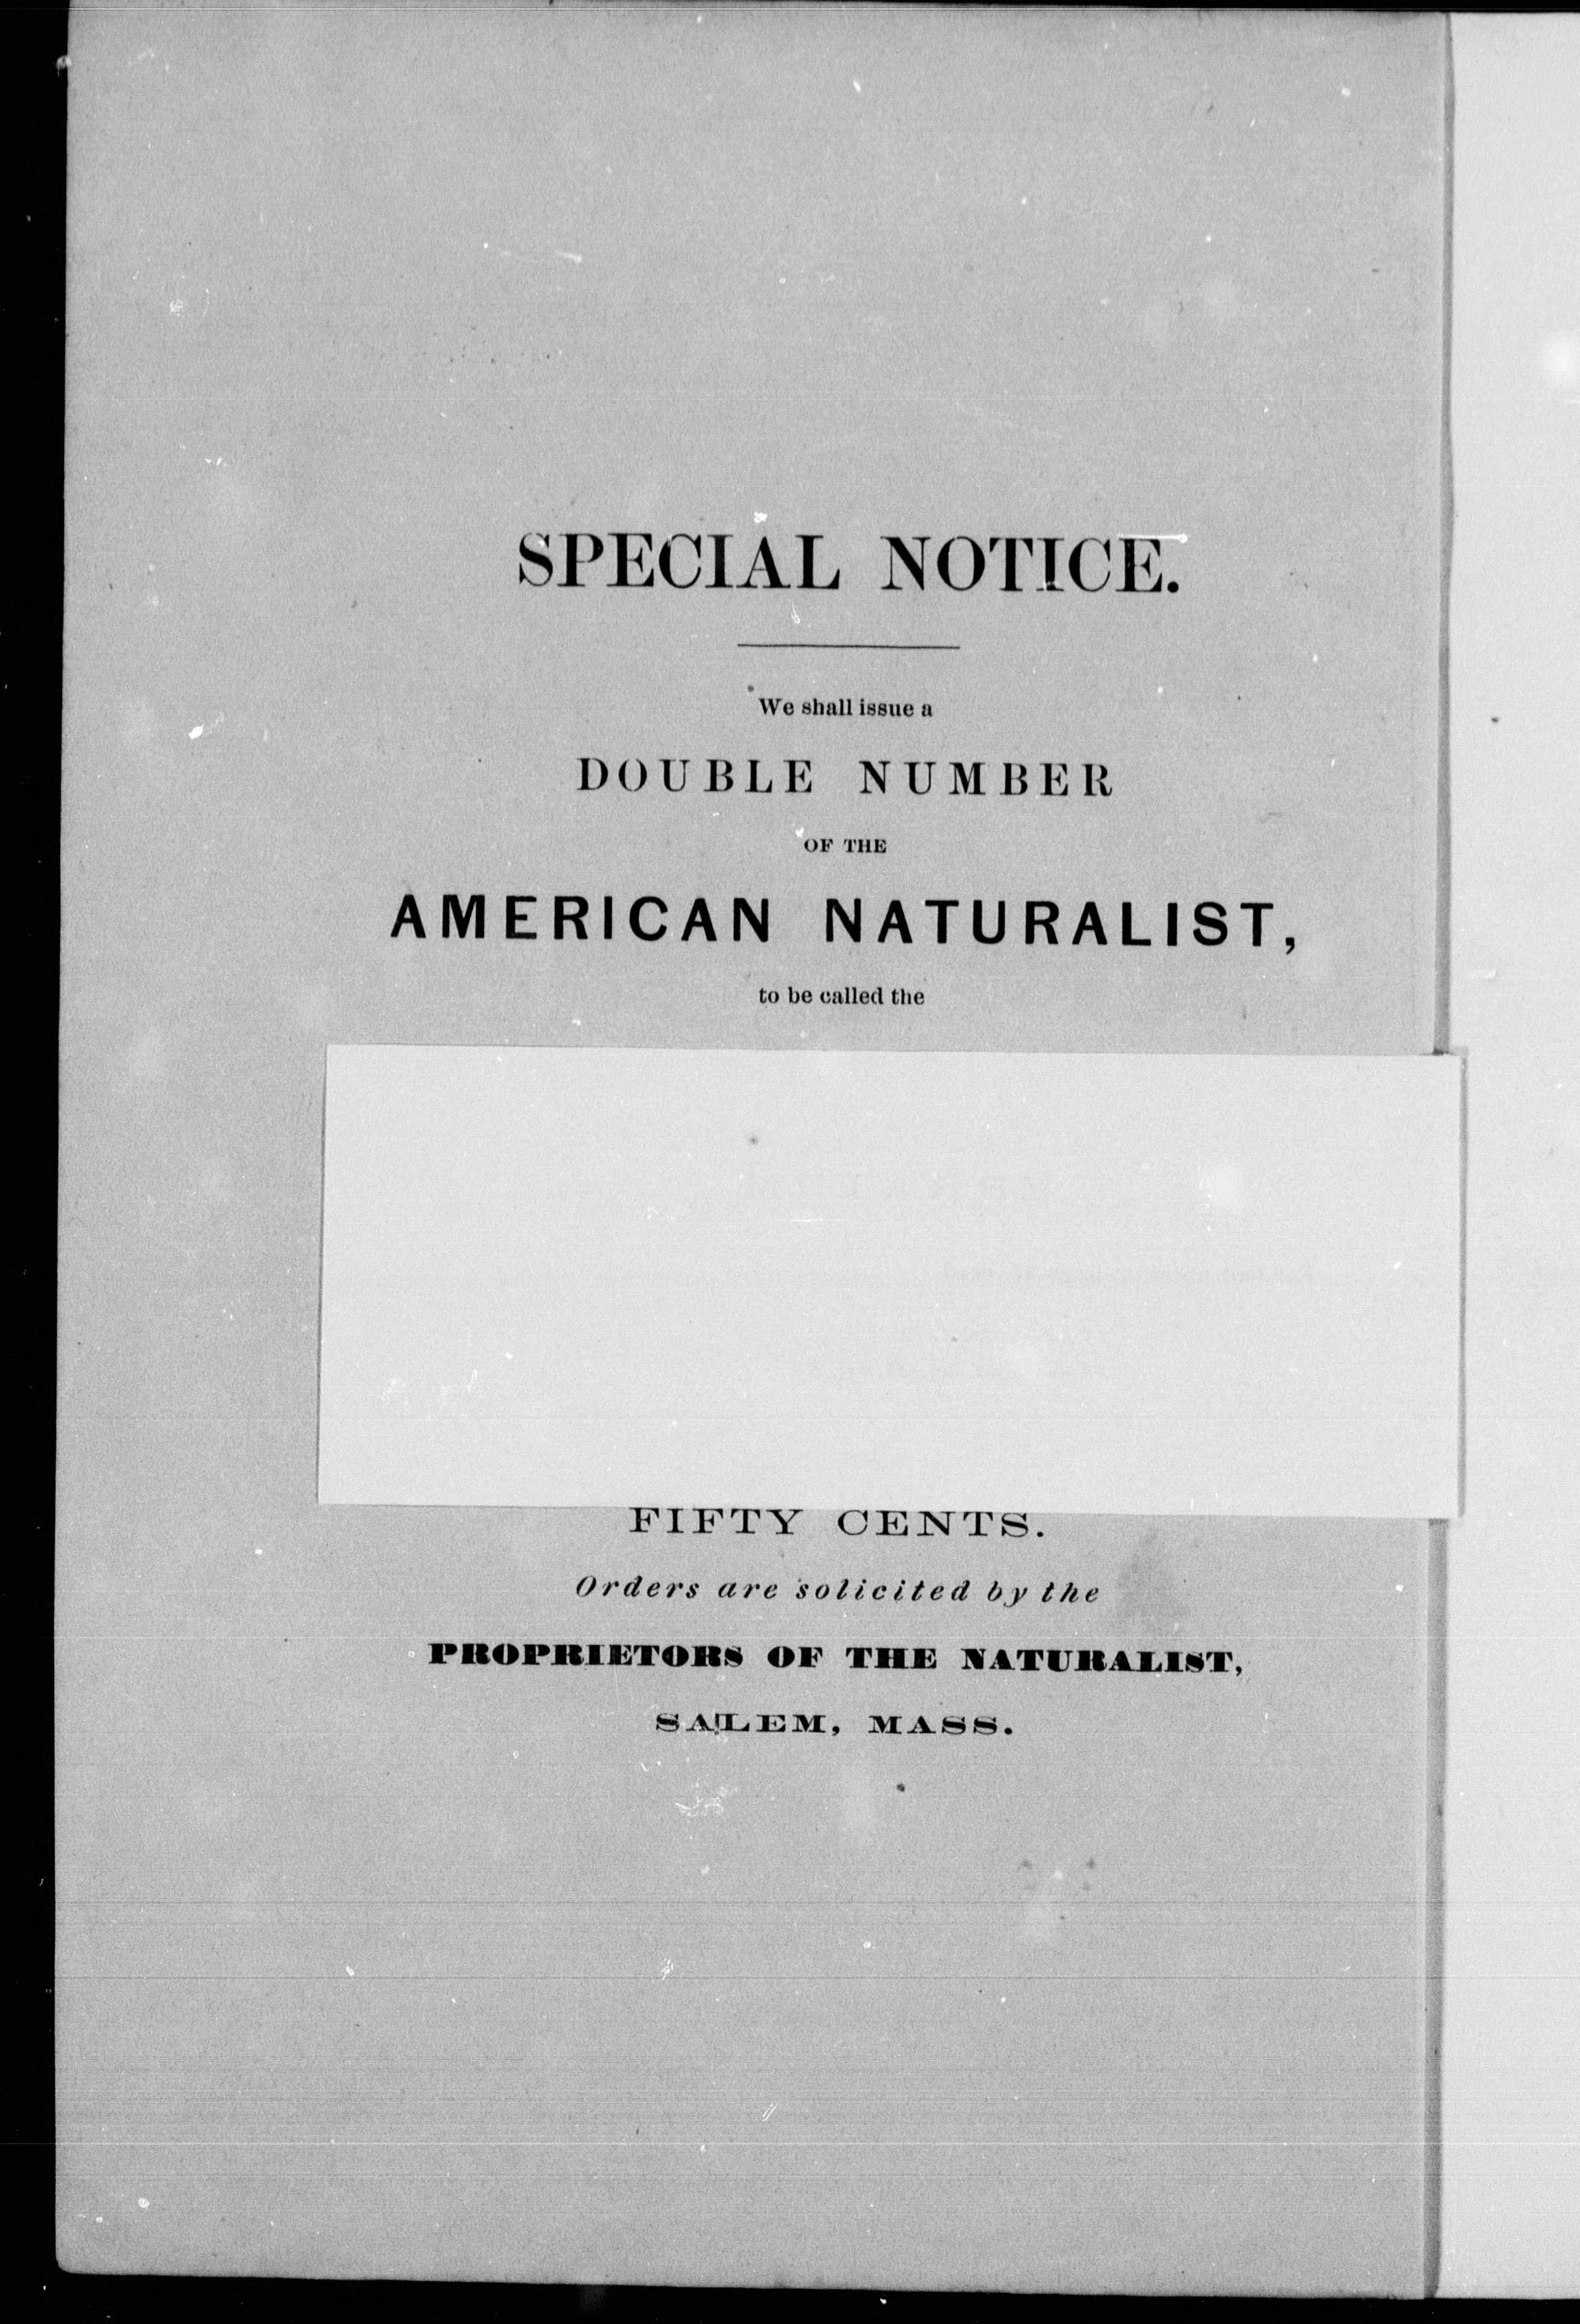 SPECIAL NOTICE.
We shall issue a
DOUBLE NUMBER
OF THE
AMERICAN NATURALIST,
to be called the
FIFTY CENTS.
Orders are solicited by the
PROPRIETORS OF THE NATURALIST,
SALEM, MASS.